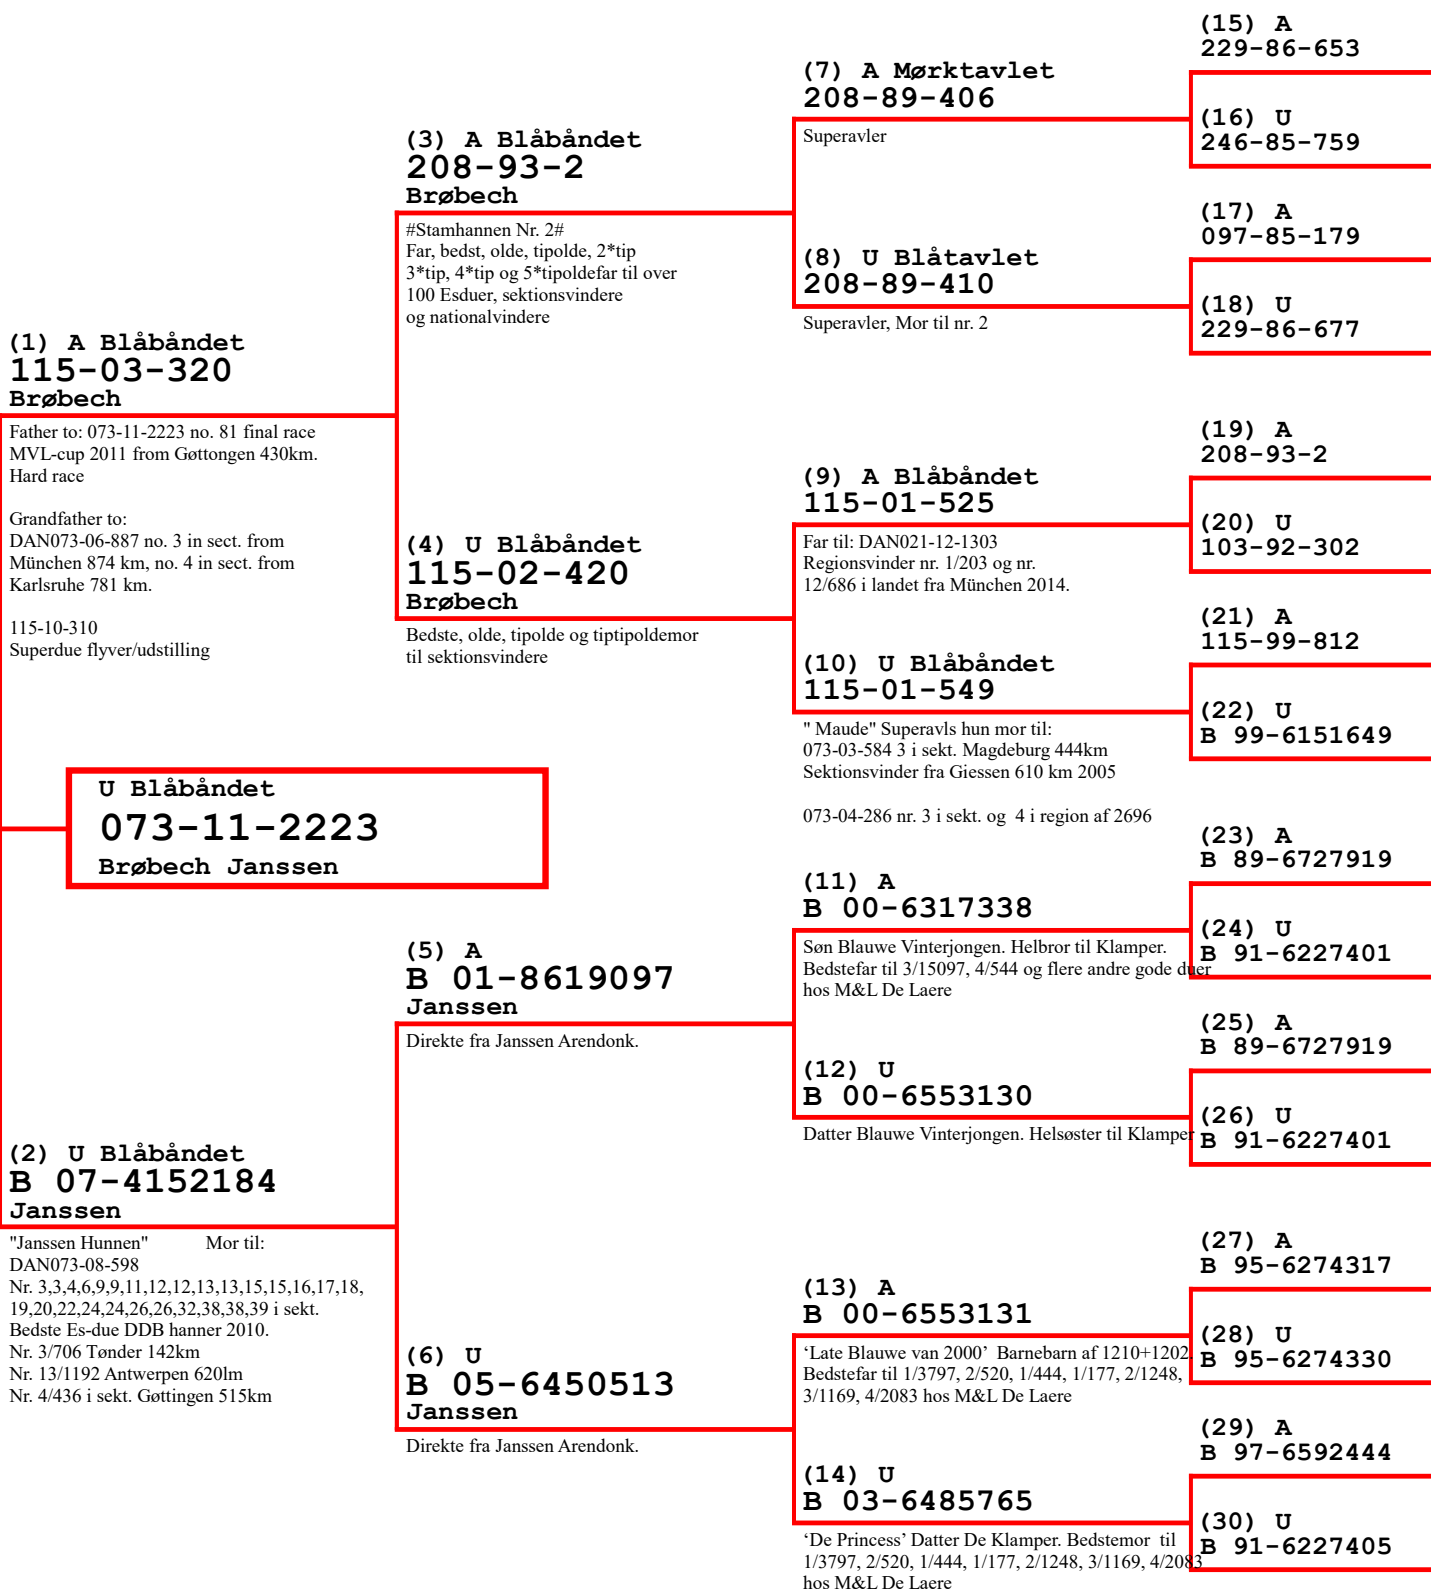 (1) A Blåbåndet
115-03-320
Brøbech
Father to: 073-11-2223 no. 81 final race
MVL-cup 2011 from Gøttongen 430km.
Hard race
Grandfather to:
DAN073-06-887 no. 3 in sect. from
München 874 km, no. 4 in sect. from
Karlsruhe 781 km.
115-10-310
Superdue flyver/udstilling
U Blåbåndet
073-11-2223
Brøbech Janssen
(2) U Blåbåndet
B 07-4152184
Janssen
"Janssen Hunnen" Mor til:
DAN073-08-598
Nr. 3,3,4,6,9,9,11,12,12,13,13,15,15,16,17,18,
19,20,22,24,24,26,26,32,38,38,39 i sekt.
Bedste Es-due DDB hanner 2010.
Nr. 3/706 Tønder 142km
Nr. 13/1192 Antwerpen 620lm
Nr. 4/436 i sekt. Gøttingen 515km
(3) A Blåbåndet
208-93-2
Brøbech
#Stamhannen Nr. 2#
Far, bedst, olde, tipolde, 2*tip
3*tip, 4*tip og 5*tipoldefar til over
100 Esduer, sektionsvindere
og nationalvindere
(4) U Blåbåndet
115-02-420
Brøbech
Bedste, olde, tipolde og tiptipoldemor
til sektionsvindere
(5) A
B 01-8619097
Janssen
Direkte fra Janssen Arendonk.
(6) U
B 05-6450513
Janssen
Direkte fra Janssen Arendonk.
(7) A Mørktavlet
208-89-406
Superavler
(8) U Blåtavlet
208-89-410
Superavler, Mor til nr. 2
(9) A Blåbåndet
115-01-525
Far til: DAN021-12-1303
Regionsvinder nr. 1/203 og nr.
12/686 i landet fra München 2014.
(10) U Blåbåndet
115-01-549
" Maude" Superavls hun mor til:
073-03-584 3 i sekt. Magdeburg 444km
Sektionsvinder fra Giessen 610 km 2005
073-04-286 nr. 3 i sekt. og 4 i region af 2696
(11) A
B 00-6317338
Søn Blauwe Vinterjongen. Helbror til Klamper.
Bedstefar til 3/15097, 4/544 og flere andre gode duer
hos M&L De Laere
(12) U
B 00-6553130
Datter Blauwe Vinterjongen. Helsøster til Klamper
(13) A
B 00-6553131
‘Late Blauwe van 2000’ Barnebarn af 1210+1202.
Bedstefar til 1/3797, 2/520, 1/444, 1/177, 2/1248,
3/1169, 4/2083 hos M&L De Laere
(14) U
B 03-6485765
‘De Princess’ Datter De Klamper. Bedstemor til
1/3797, 2/520, 1/444, 1/177, 2/1248, 3/1169, 4/2083
hos M&L De Laere
(15) A
229-86-653
(16) U
246-85-759
(17) A
097-85-179
(18) U
229-86-677
(19) A
208-93-2
(20) U
103-92-302
(21) A
115-99-812
(22) U
B 99-6151649
(23) A
B 89-6727919
(24) U
B 91-6227401
(25) A
B 89-6727919
(26) U
B 91-6227401
(27) A
B 95-6274317
(28) U
B 95-6274330
(29) A
B 97-6592444
(30) U
B 91-6227405